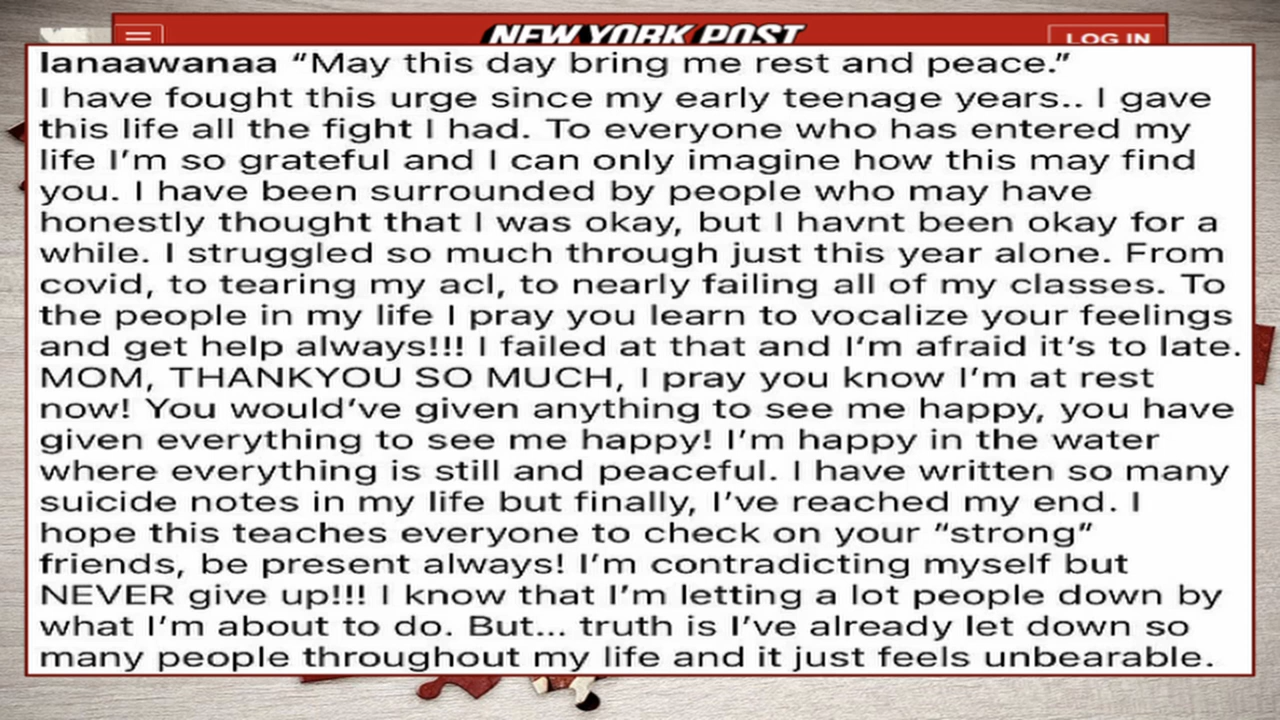 NEW YORK POST
LOG IN
lanaawanaa “May this day bring me rest and peace.”
I have fought this urge since my early teenage years.. I gave
this life all the fight I had. To everyone who has entered my
life I’m so grateful and I can only imagine how this may find
you. I have been surrounded by people who may have
honestly thought that I was okay, but I havnt been okay for a
while. I struggled so much through just this year alone. From
covid, to tearing my acl, to nearly failing all of my classes. To
the people in my life I pray you learn to vocalize your feelings
and get help always!!! I failed at that and I’m afraid it’s to late.
MOM, THANKYOU SO MUCH, I pray you know I’m at rest
now! You would’ve given anything to see me happy, you have
given everything to see me happy! I’m happy in the water
where everything is still and peaceful. I have written so many
suicide notes in my life but finally, I’ve reached my end. I
hope this teaches everyone to check on your “strong”
friends, be present always! I’m contradicting myself but
NEVER give up!!! I know that I’m letting a lot people down by
what I’m about to do. But... truth is I’ve already let down so
many people throughout my life and it just feels unbearable.